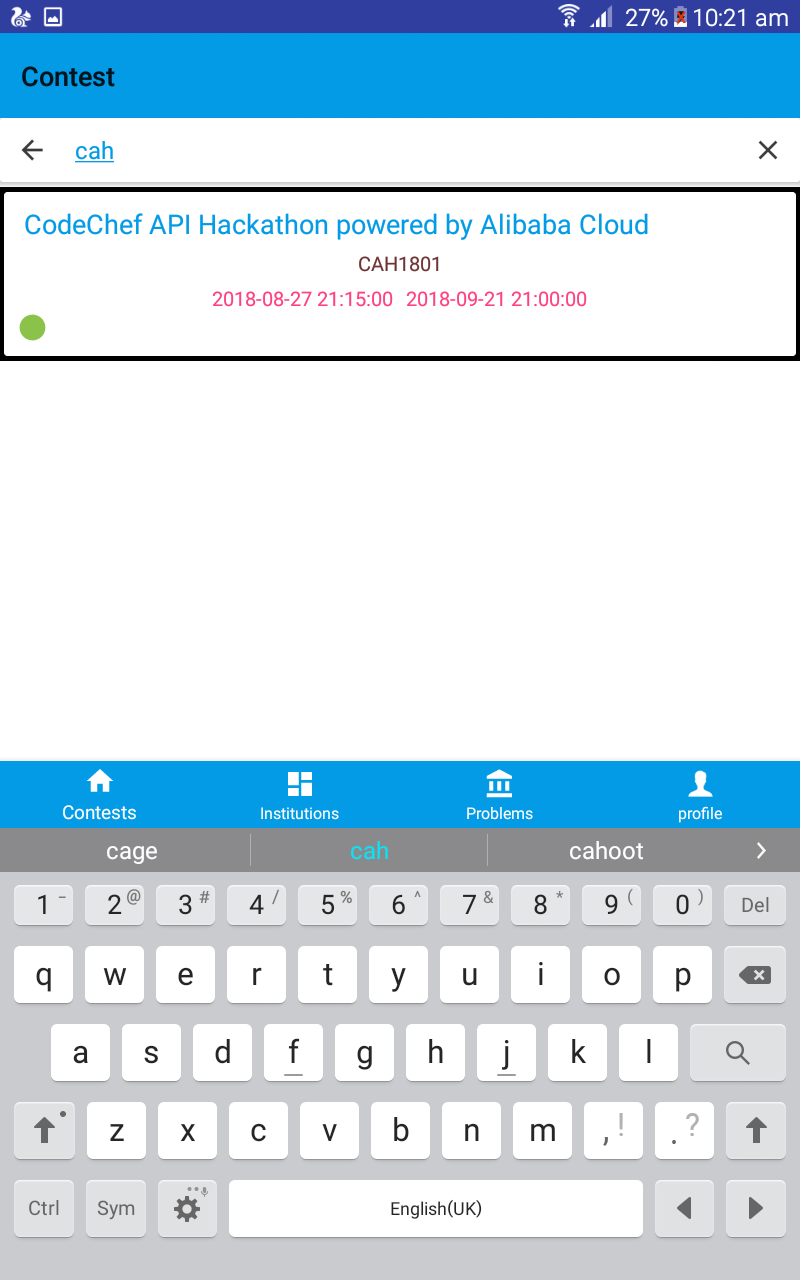 27% 10:21 am
Contest
cah
CodeChef API Hackathon powered by Alibaba Cloud
CAH1801
2018-08-27 21:15:00 2018-09-21 21:00:00
Contests Institutions Problems profile
cage cah cahoot
1 - 2 @ 3 # 4 / 5 % 6 ^ 7 & 8 * 9 ( 0 ) Del
q w e r t y u i o p
a s d f g h j k l
z x c v b n m , ! . ?
Ctrl Sym English(UK)